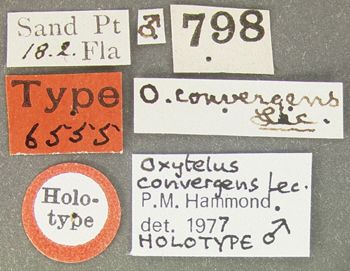 Sand Pt
18.2. Fla
♂
798
Type
6555
O. convergens
Lec.
Holo-
type
Oxytelus
convergens Lec.
P.M. Hammond
det. 1977
HOLOTYPE ♂